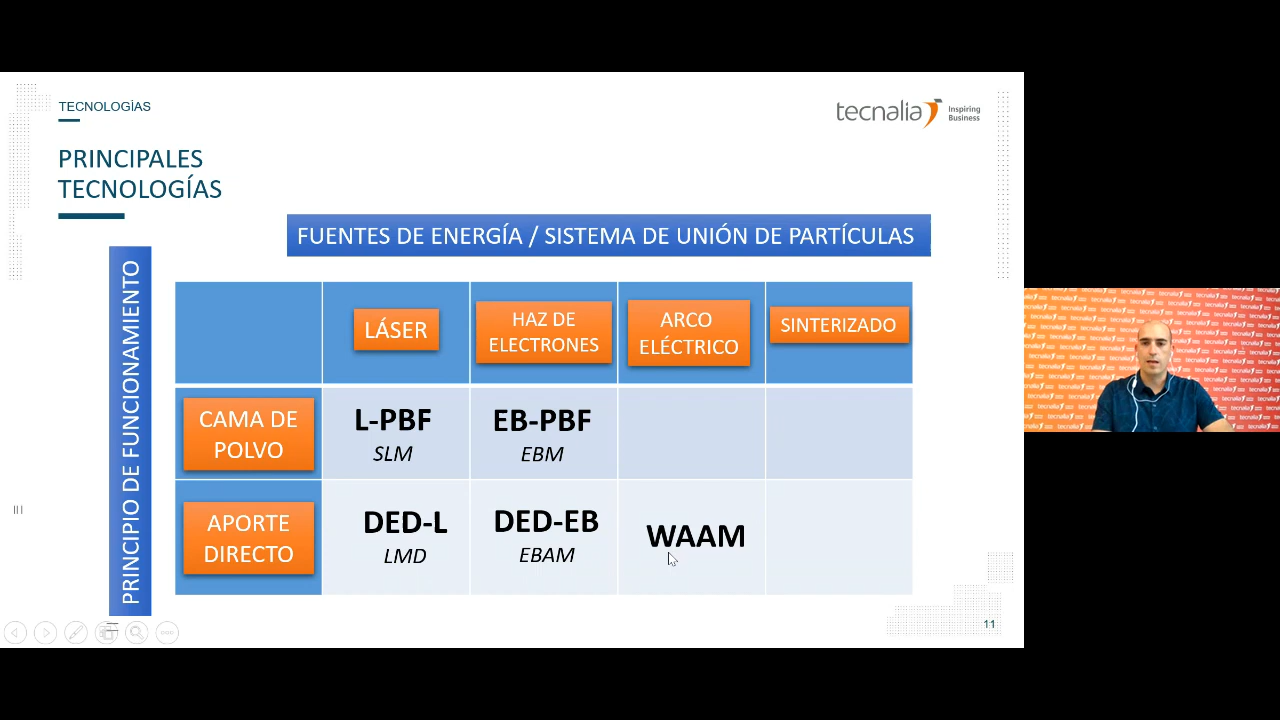 TECNOLOGÍAS
tecnalia Inspiring
Business
PRINCIPALES
TECNOLOGÍAS
FUENTES DE ENERGÍA / SISTEMA DE UNIÓN DE PARTÍCULAS
PRINCIPIO DE FUNCIONAMIENTO
LÁSER
HAZ DE
ELECTRONES
ARCO
ELÉCTRICO
SINTERIZADO
CAMA DE
POLVO
L-PBF
SLM
EB-PBF
EBM
APORTE
DIRECTO
DED-L
LMD
DED-EB
EBAM
WAAM
11